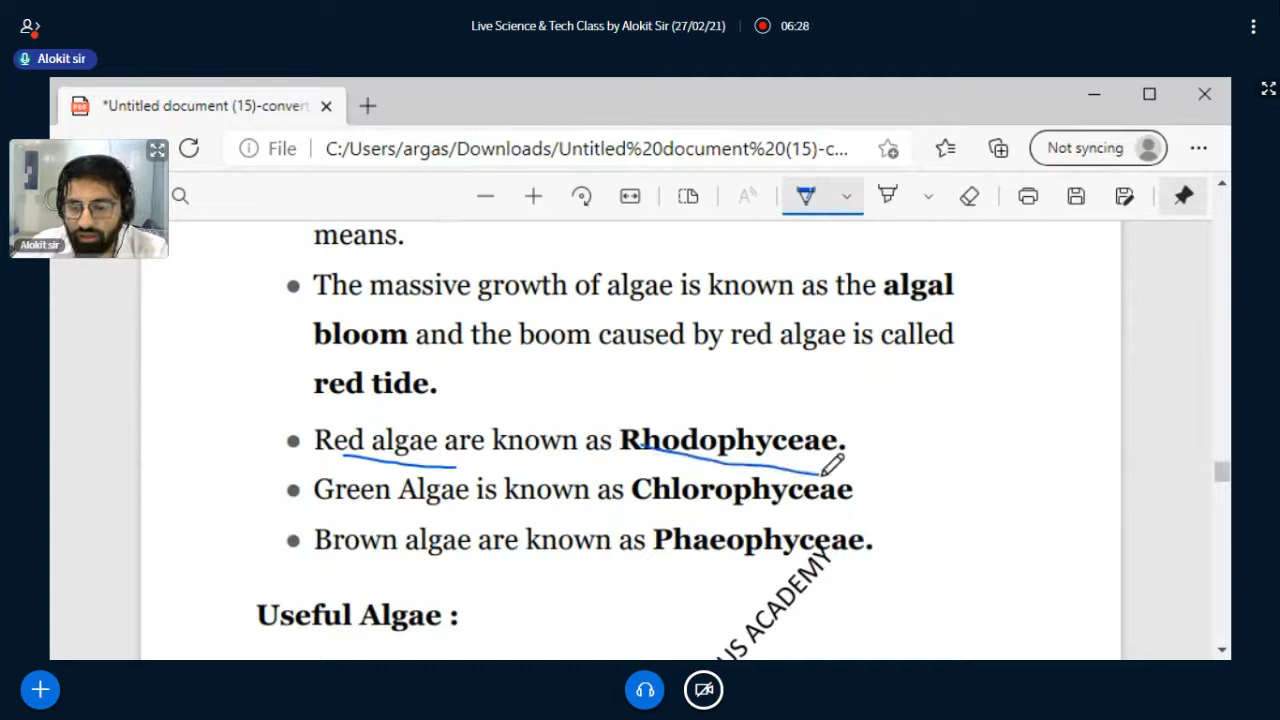 Live Science & Tech Class by Alokit Sir (27/02/21) 06:28
Alokit sir
*Untitled document (15)-convert
File C:/Users/argas/Downloads/Untitled%20document%20(15)-c... Not syncing
Alokit sir
means.
The massive growth of algae is known as the algal
bloom and the boom caused by red algae is called
red tide.
Red algae are known as Rhodophyceae.
Green Algae is known as Chlorophyceae
Brown algae are known as Phaeophyceae.
Useful Algae :
US ACADEMY